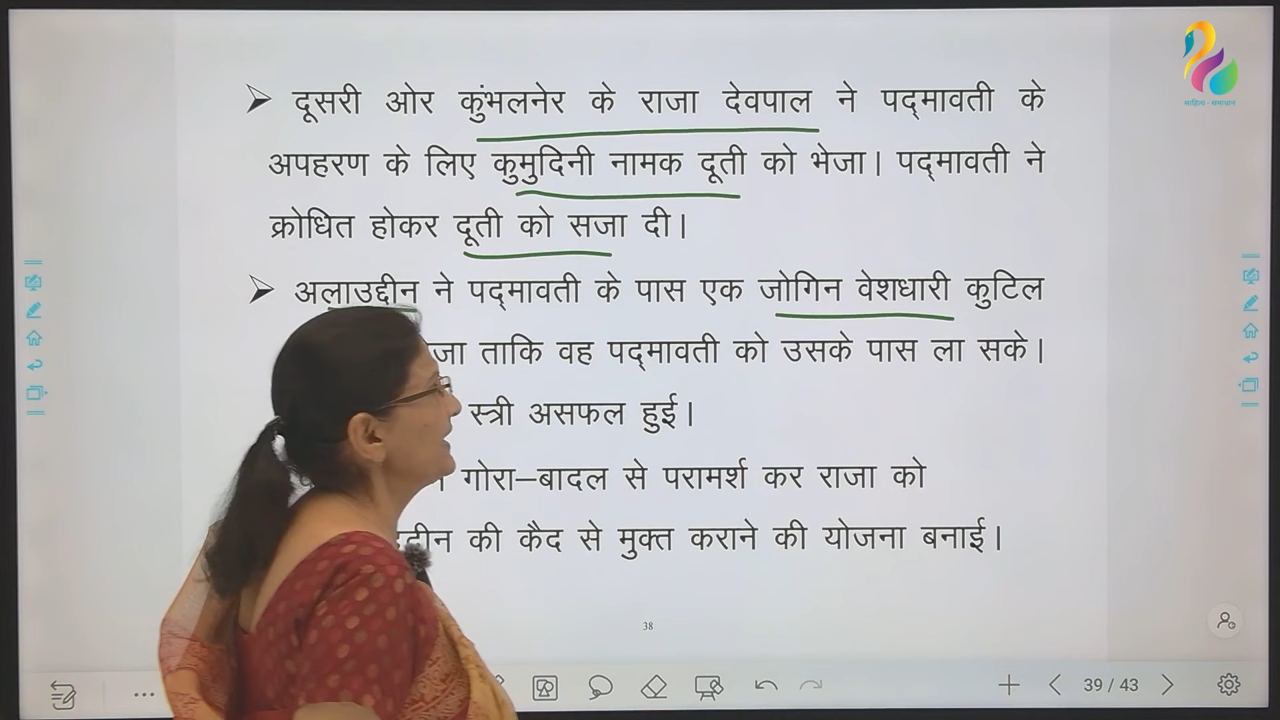 दूसरी ओर कुंभलनेर के राजा देवपाल ने पद्मावती के
अपहरण के लिए कुमुदिनी नामक दूती को भेजा। पद्मावती ने
क्रोधित होकर दूती को सजा दी।
अलाउद्दीन ने पद्मावती के पास एक जोगिन वेशधारी कुटिल
ताकि वह पद्मावती को उसके पास ला सके।
स्त्री असफल हुई।
गोरा–बादल से परामर्श कर राजा को
की कैद से मुक्त कराने की योजना बनाई।
38
39 / 43
साहित्य - समाधान